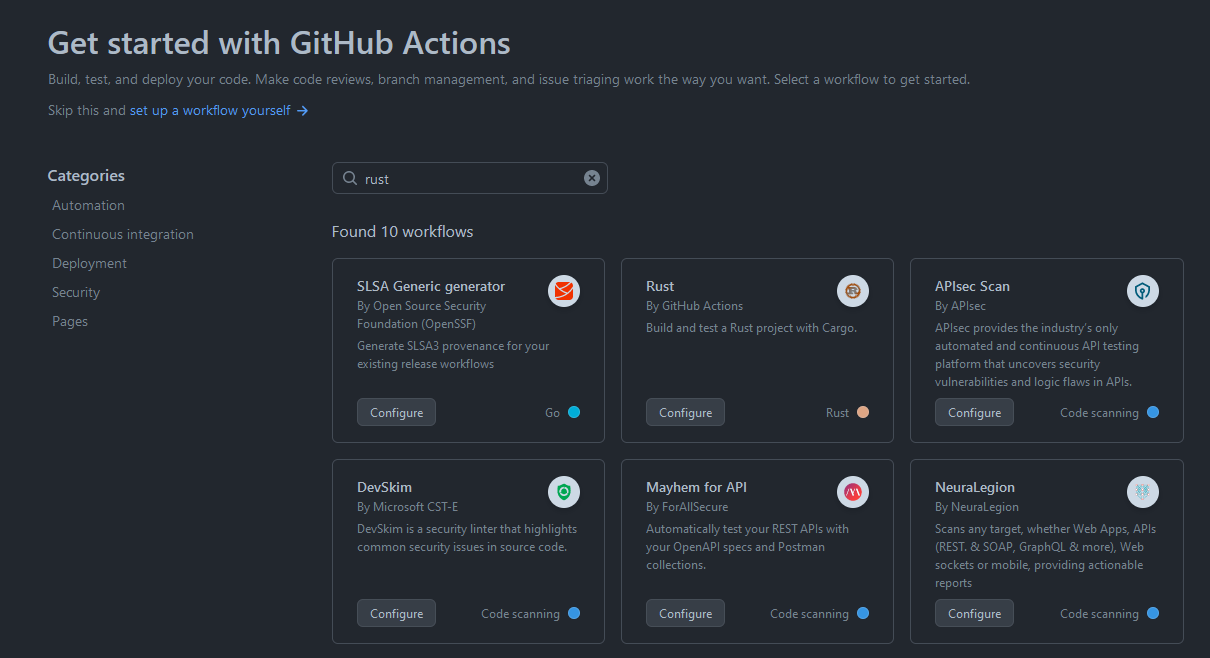 Get started with GitHub Actions
Build, test, and deploy your code. Make code reviews, branch management, and issue triaging work the way you want. Select a workflow to get started.
Skip this and set up a workflow yourself →
Categories
Automation
Continuous integration
Deployment
Security
Pages
rust
Found 10 workflows
SLSA Generic generator
By Open Source Security
Foundation (OpenSSF)
Generate SLSA3 provenance for your
existing release workflows
Configure
Go
Rust
By GitHub Actions
Build and test a Rust project with Cargo.
Configure
Rust
APIsec Scan
By APIsec
APIsec provides the industry's only
automated and continuous API testing
platform that uncovers security
vulnerabilities and logic flaws in APIs.
Configure
Code scanning
DevSkim
By Microsoft CST-E
DevSkim is a security linter that highlights
common security issues in source code.
Configure
Code scanning
Mayhem for API
By ForAllSecure
Automatically test your REST APIs with
your OpenAPI specs and Postman
collections.
Configure
Code scanning
NeuraLegion
By NeuraLegion
Scans any target, whether Web Apps, APIs
(REST. & SOAP, GraphQL & more), Web
sockets or mobile, providing actionable
reports
Configure
Code scanning